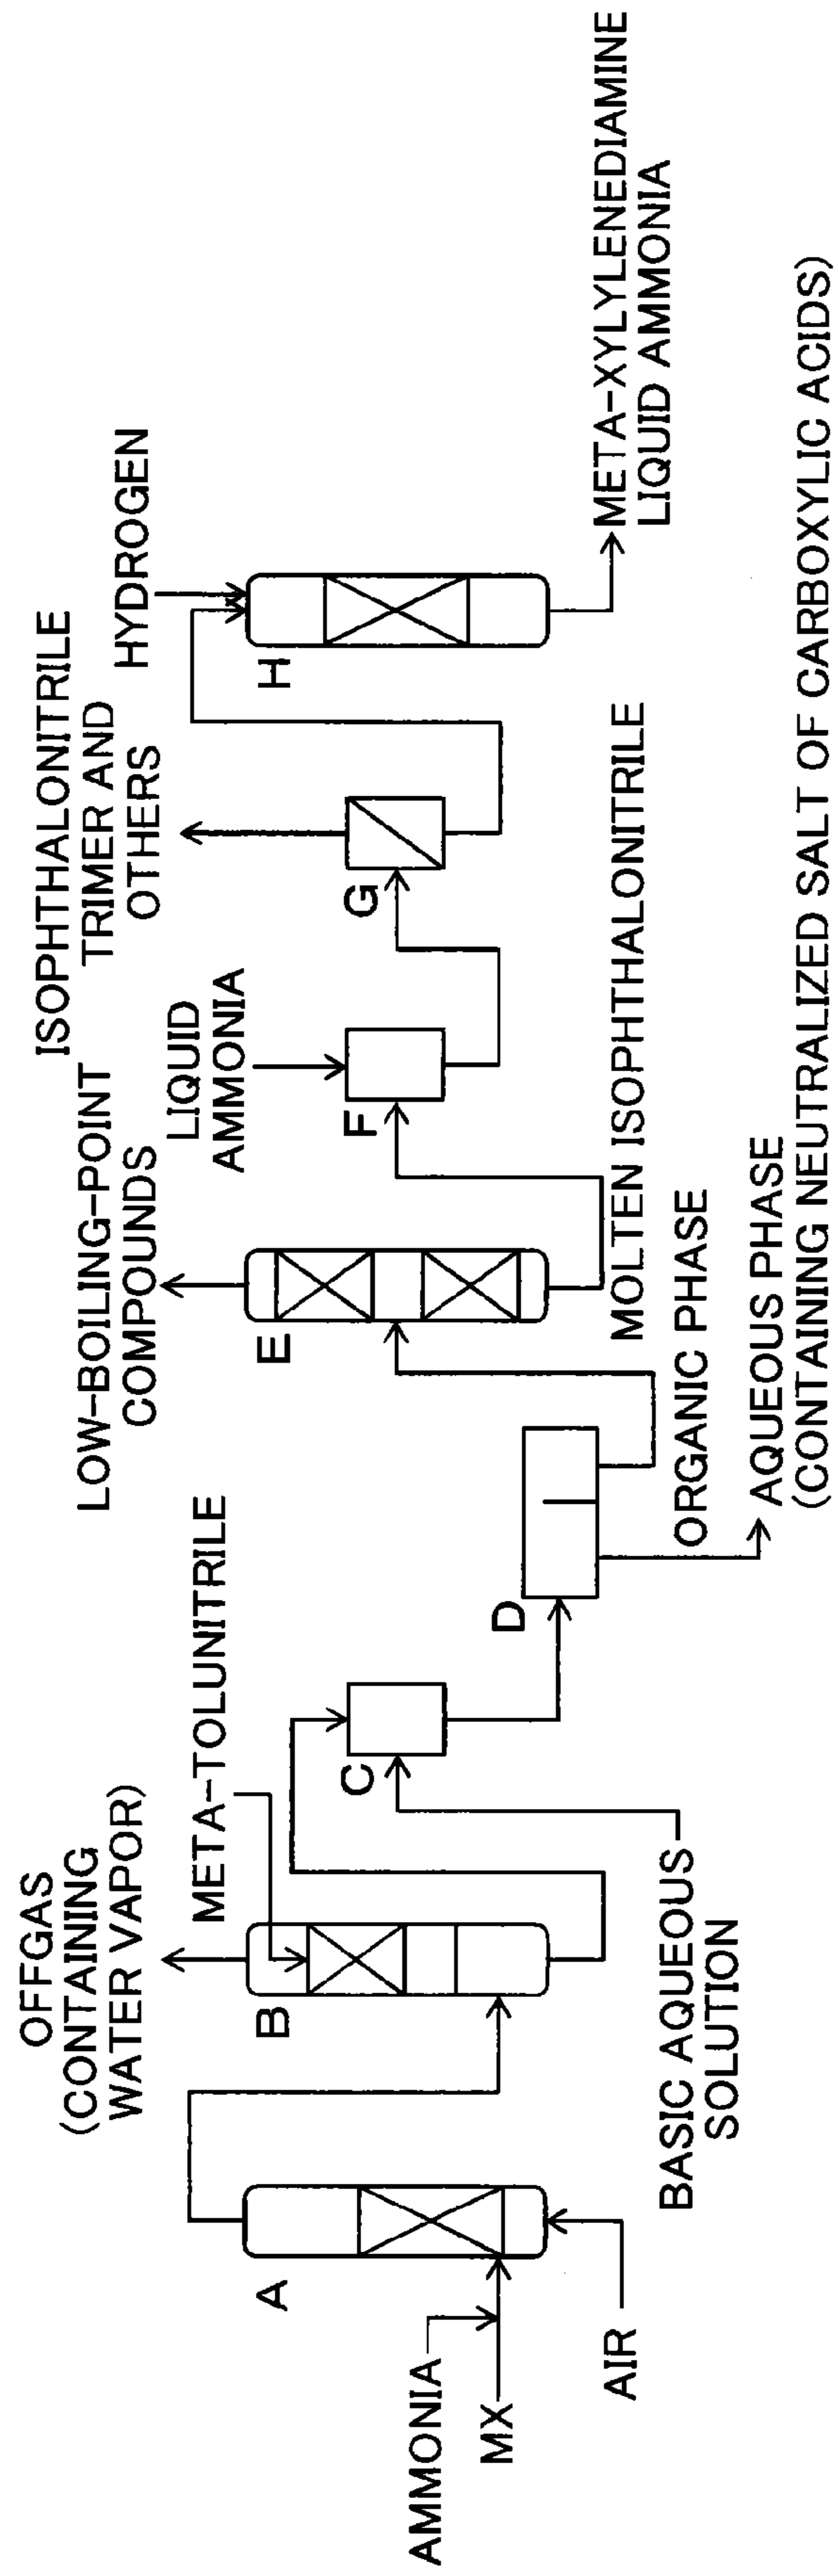 AMMONIA
MX
AIR
A
OFFGAS
(CONTAINING
WATER VAPOR)
B
META-TOLUNITRILE
BASIC AQUEOUS
SOLUTION
C
D
ORGANIC PHASE
AQUEOUS PHASE
(CONTAINING NEUTRALIZED SALT OF CARBOXYLIC ACIDS)
LOW-BOILING-POINT
COMPOUNDS
E
MOLTEN ISOPHTHALONITRILE
LIQUID
AMMONIA
F
ISOPHTHALONITRILE
TRIMER AND
OTHERS
G
HYDROGEN
H
META-XYLYLENEDIAMINE
LIQUID AMMONIA